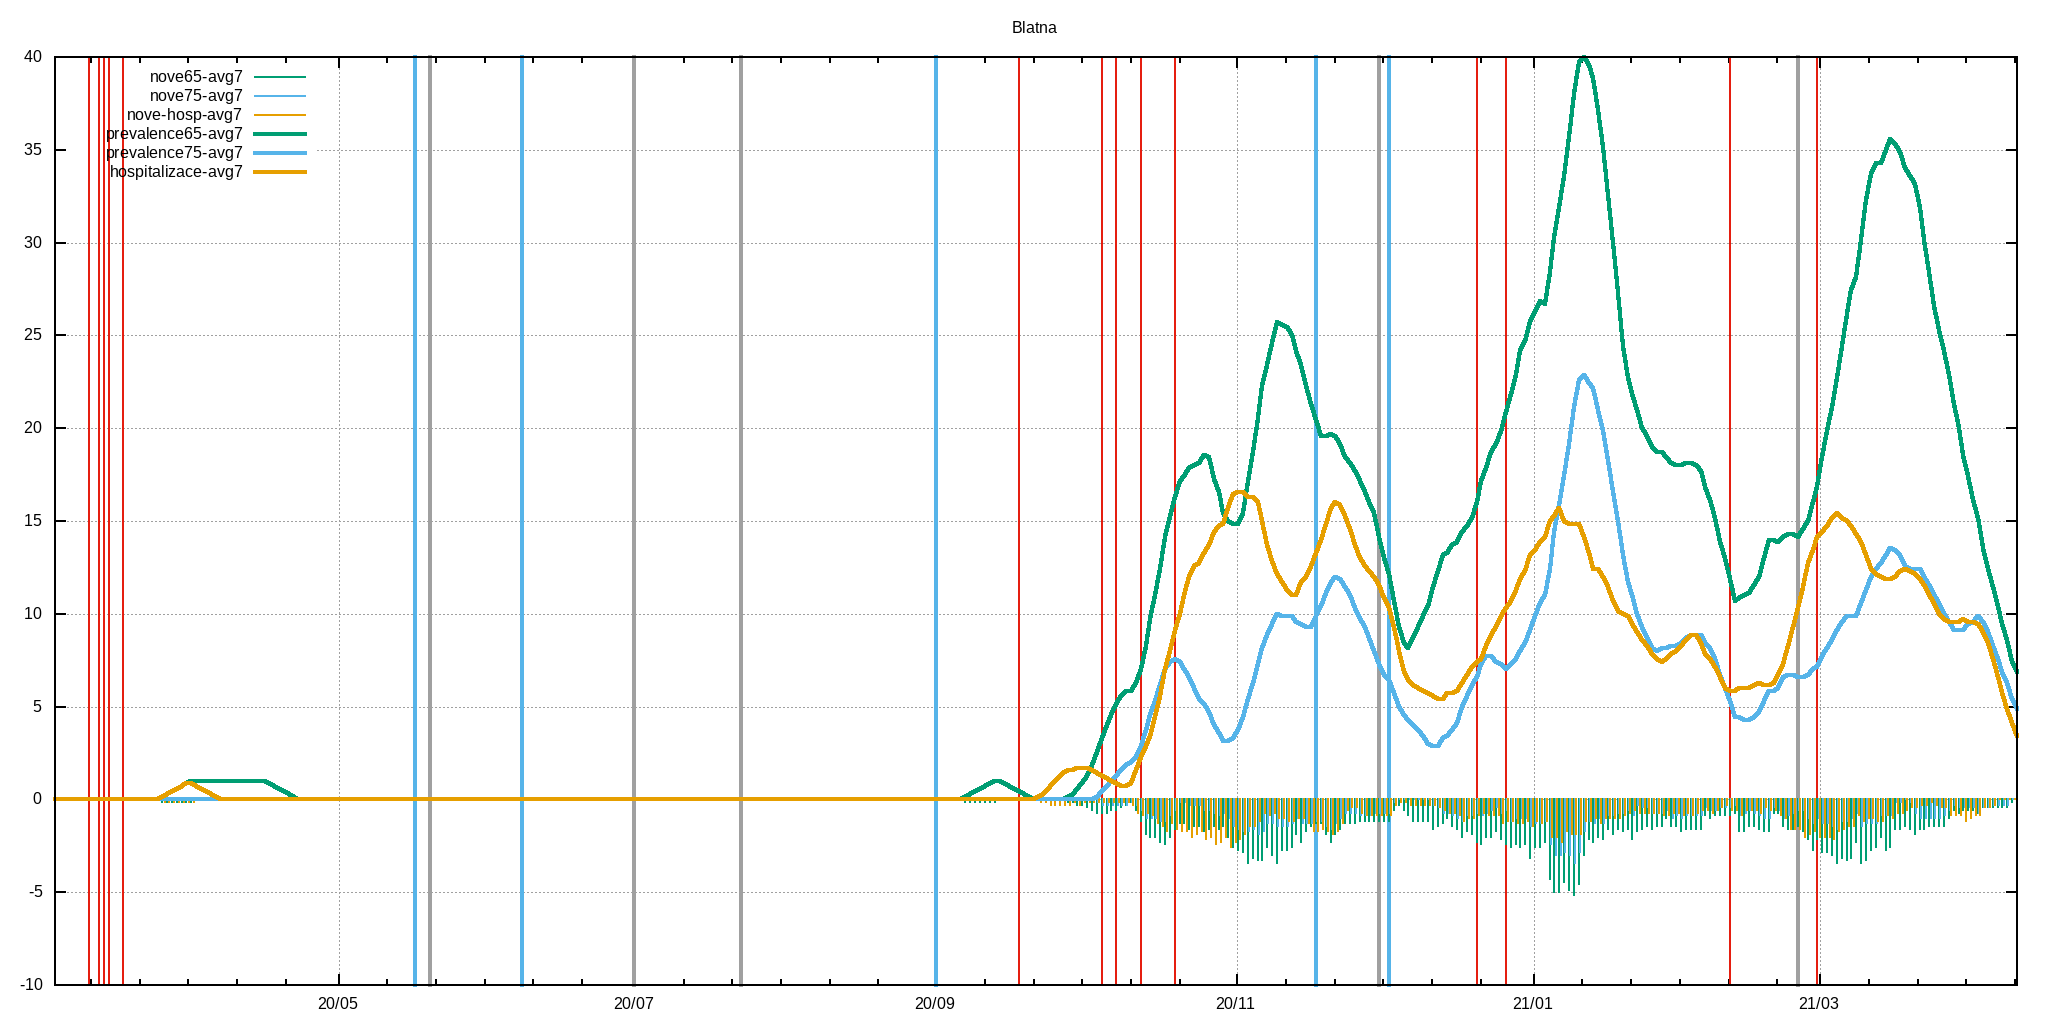 Blatna
40
35
30
25
20
15
10
5
0
-5
-10
nove65-avg7
nove75-avg7
nove-hosp-avg7
prevalence65-avg7
prevalence75-avg7
hospitalizace-avg7
20/05 20/07 20/09 20/11 21/01 21/03